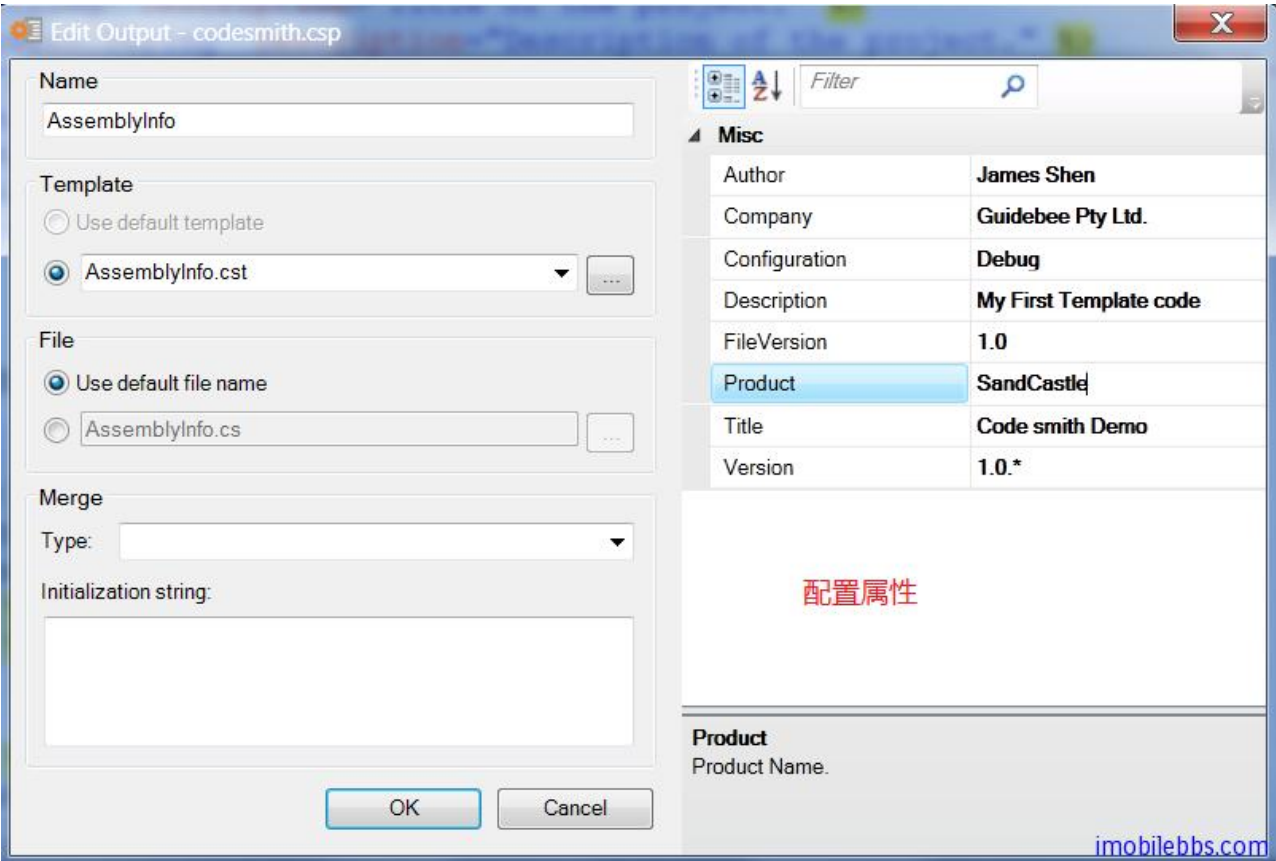 Edit Output - codesmith.csp
X
Name
AssemblyInfo
Template
Use default template
AssemblyInfo.cst
...
File
Use default file name
AssemblyInfo.cs
...
Merge
Type:
Initialization string:
OK
Cancel
Filter
Misc
Author James Shen
Company Guidebee Pty Ltd.
Configuration Debug
Description My First Template code
FileVersion 1.0
Product SandCastle
Title Code smith Demo
Version 1.0.*
配置属性
Product
Product Name.
imobilebbs.com